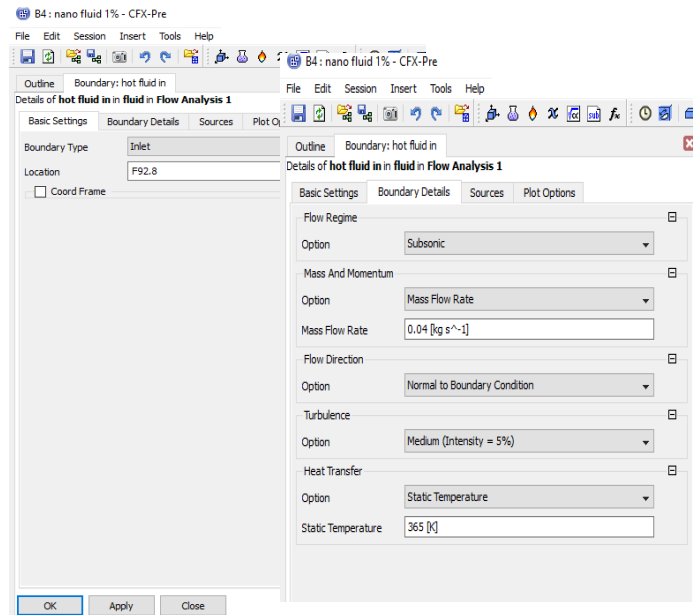 B4 : nano fluid 1% - CFX-Pre
File Edit Session Insert Tools Help
Outline Boundary: hot fluid in
Details of hot fluid in in fluid in Flow Analysis 1
Basic Settings Boundary Details Sources Plot Op
Boundary Type Inlet
Location F92.8
Coord Frame
OK Apply Close
B4 : nano fluid 1% - CFX-Pre
File Edit Session Insert Tools Help
Outline Boundary: hot fluid in
Details of hot fluid in in fluid in Flow Analysis 1
Basic Settings Boundary Details Sources Plot Options
Flow Regime
Option Subsonic
Mass And Momentum
Option Mass Flow Rate
Mass Flow Rate 0.04 [kg s^-1]
Flow Direction
Option Normal to Boundary Condition
Turbulence
Option Medium (Intensity = 5%)
Heat Transfer
Option Static Temperature
Static Temperature 365 [K]